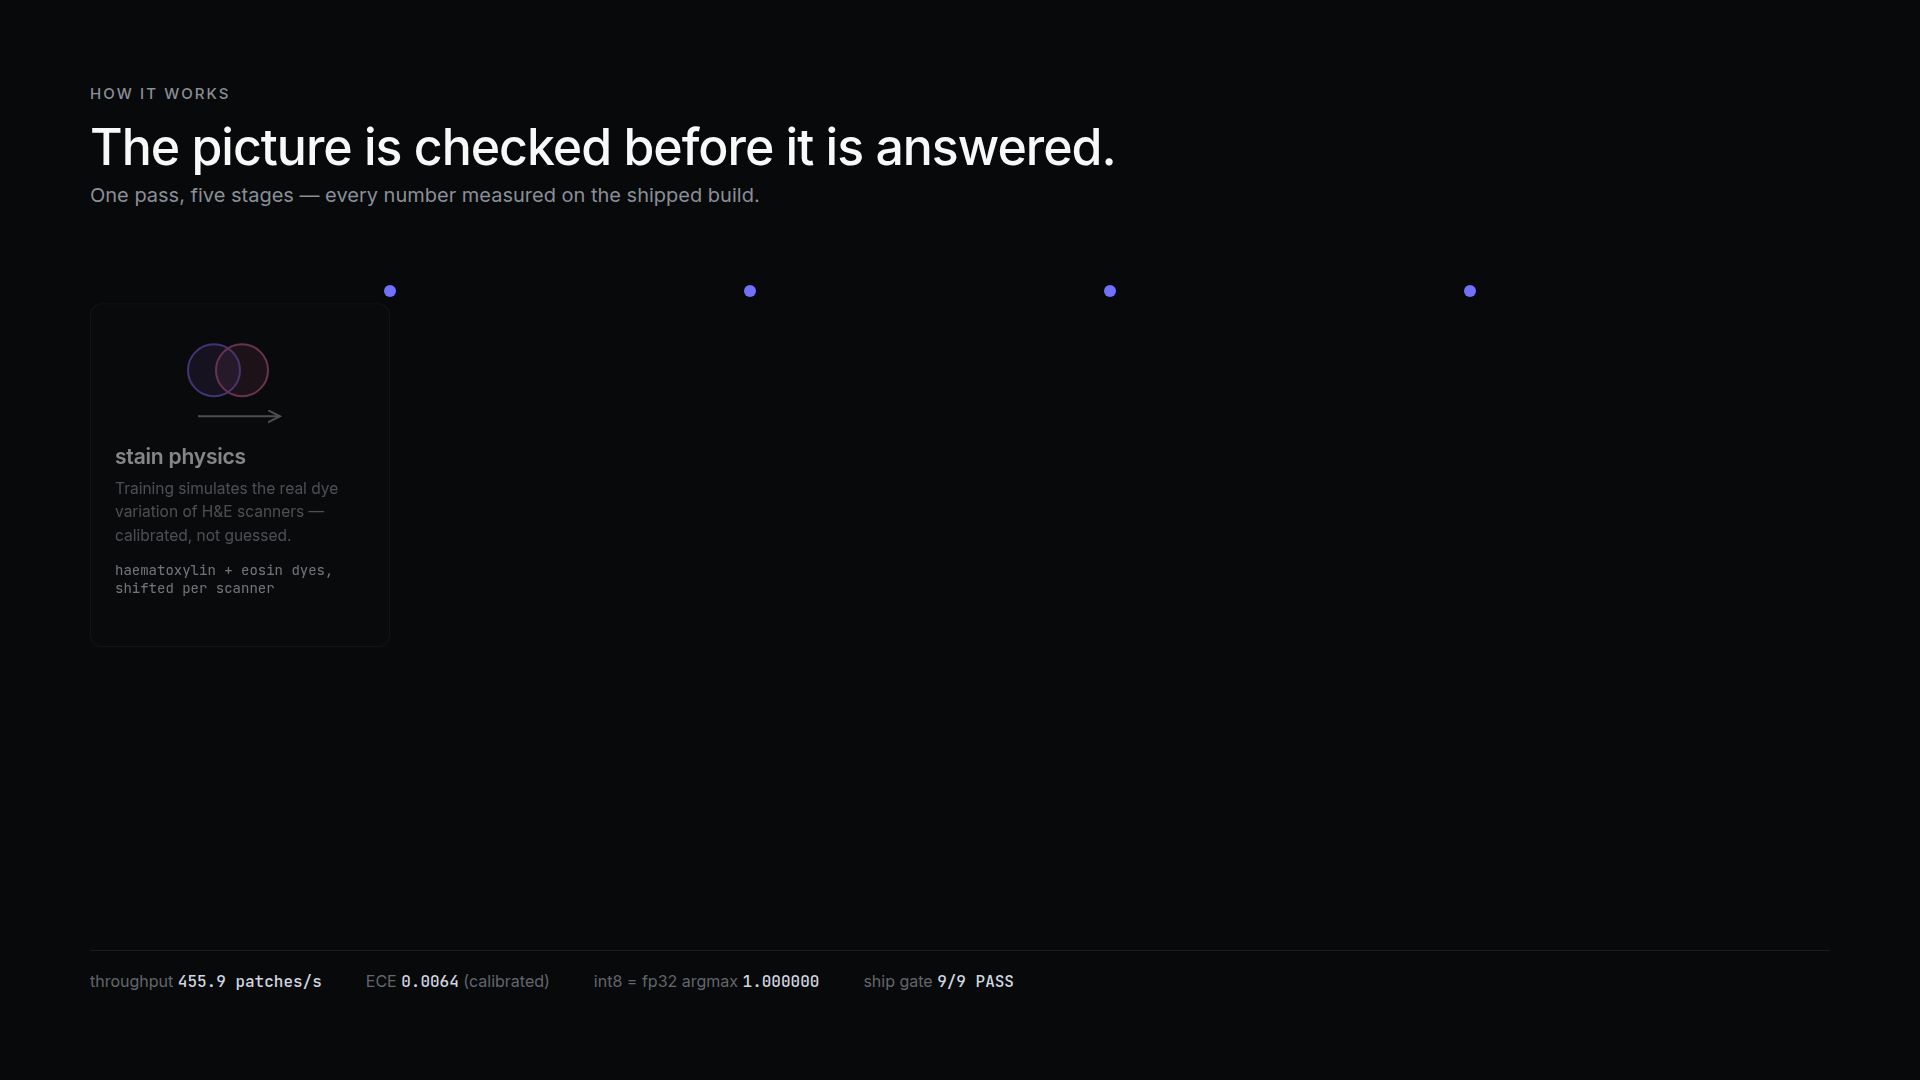 HOW IT WORKS
The picture is checked before it is answered.
One pass, five stages — every number measured on the shipped build.
stain physics
Training simulates the real dye
variation of H&E scanners —
calibrated, not guessed.
haematoxylin + eosin dyes,
shifted per scanner
throughput 455.9 patches/s ECE 0.0064 (calibrated) int8 = fp32 argmax 1.000000 ship gate 9/9 PASS